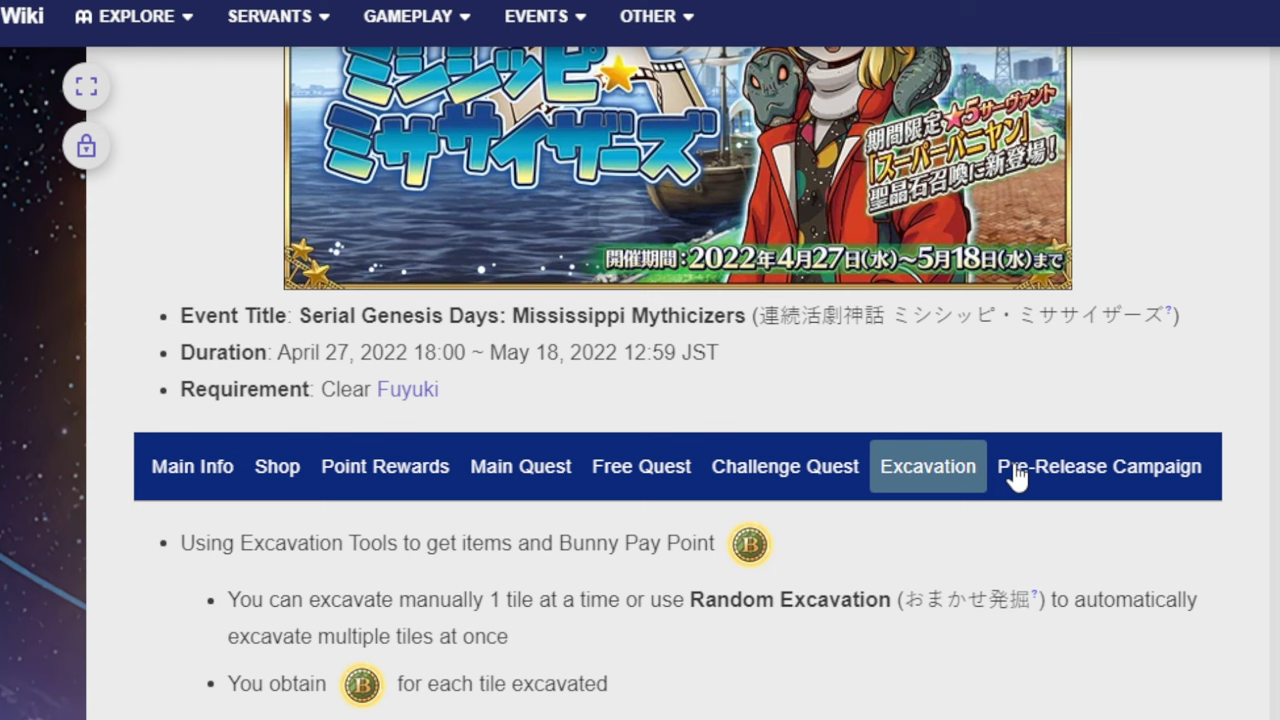 Wiki EXPLORE SERVANTS GAMEPLAY EVENTS OTHER
ミシシッピ
ミササイザーズ
期間限定★5サーヴァント
「スーパーバニヤン」
聖晶石召喚に新登場!
開催期間:2022年4月27日(水)~5月18日(水)まで
• Event Title: Serial Genesis Days: Mississippi Mythicizers (連続活劇神話 ミシシッピ・ミササイザーズ?)
• Duration: April 27, 2022 18:00 ~ May 18, 2022 12:59 JST
• Requirement: Clear Fuyuki
Main Info Shop Point Rewards Main Quest Free Quest Challenge Quest Excavation Pre-Release Campaign
• Using Excavation Tools to get items and Bunny Pay Point B
• You can excavate manually 1 tile at a time or use Random Excavation (おまかせ発掘?) to automatically
excavate multiple tiles at once
• You obtain B for each tile excavated